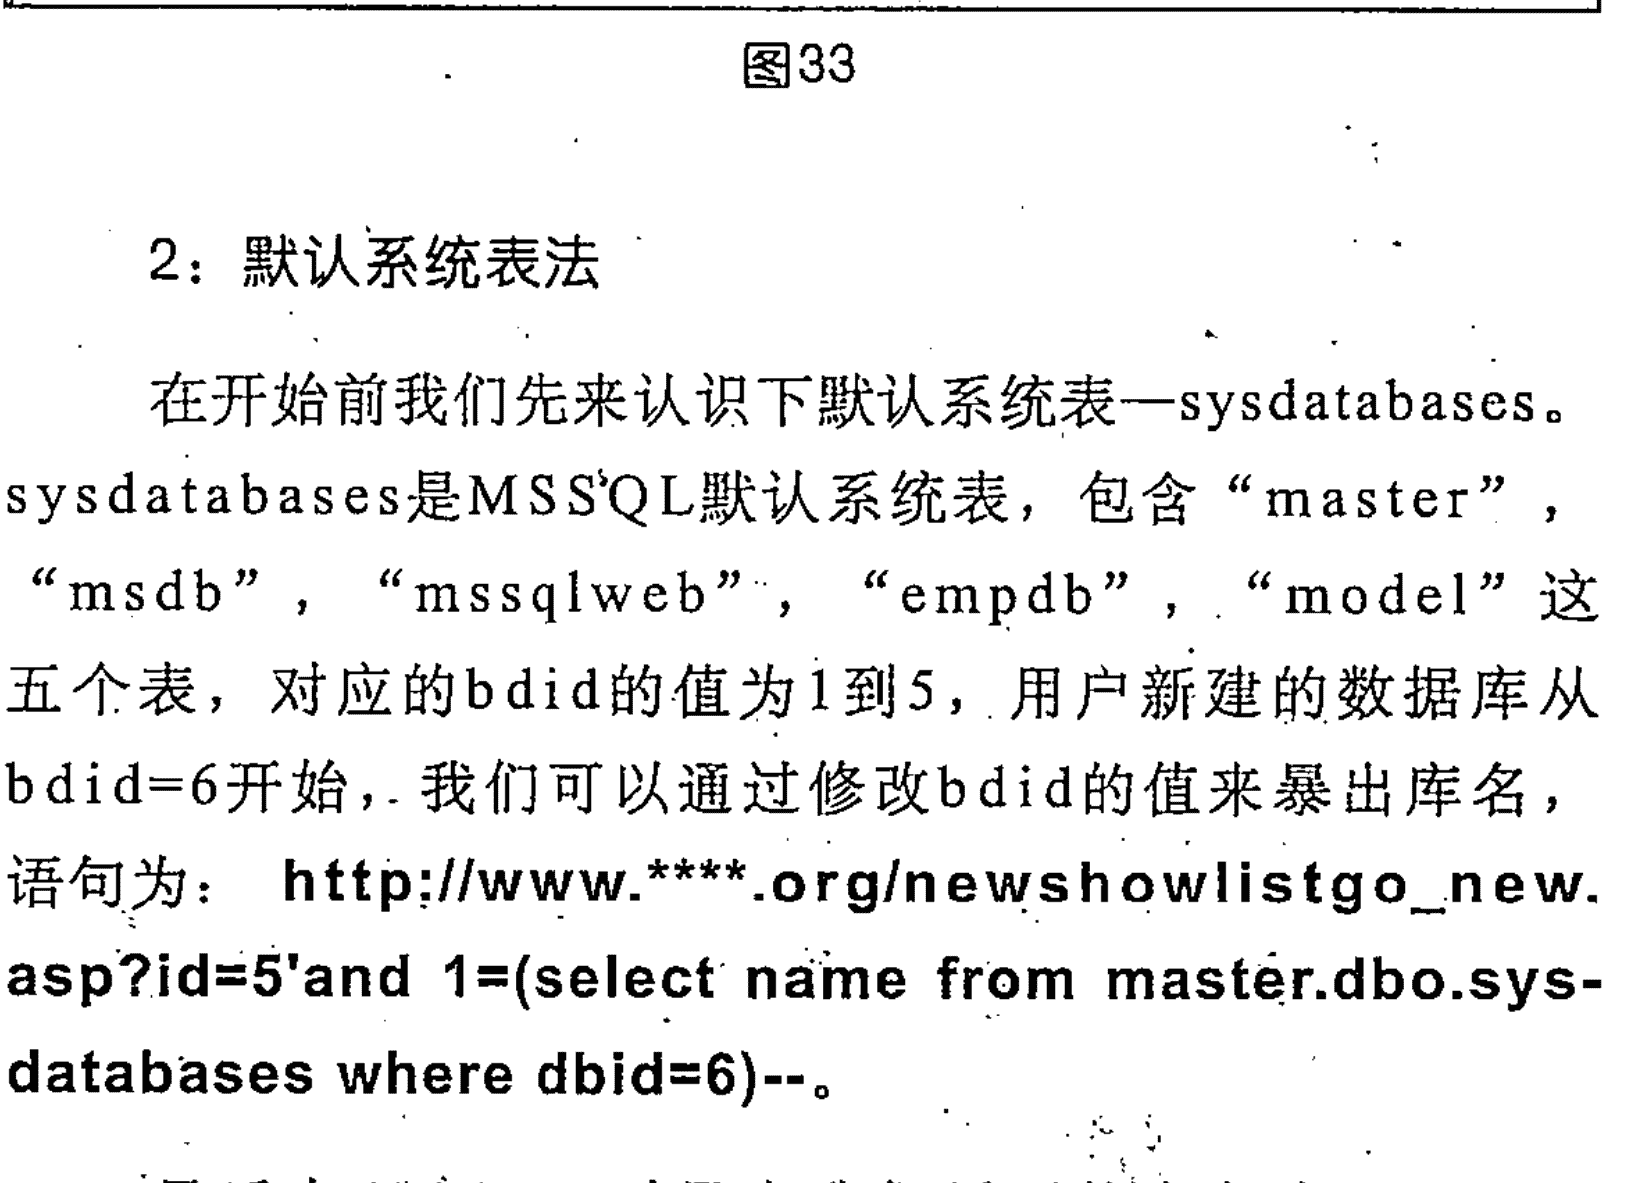 图33
2：默认系统表法
在开始前我们先来认识下默认系统表—sysdatabases。
sysdatabases是MSSQL默认系统表，包含“master”，
“msdb”，“mssqlweb”，“empdb”，“model”这
五个表，对应的bdid的值为1到5，用户新建的数据库从
bdid=6开始，我们可以通过修改bdid的值来暴出库名，
语句为： http://www.****.org/newshowlistgo_new.
asp?id=5'and 1=(select name from master.dbo.sys-
databases where dbid=6)--。